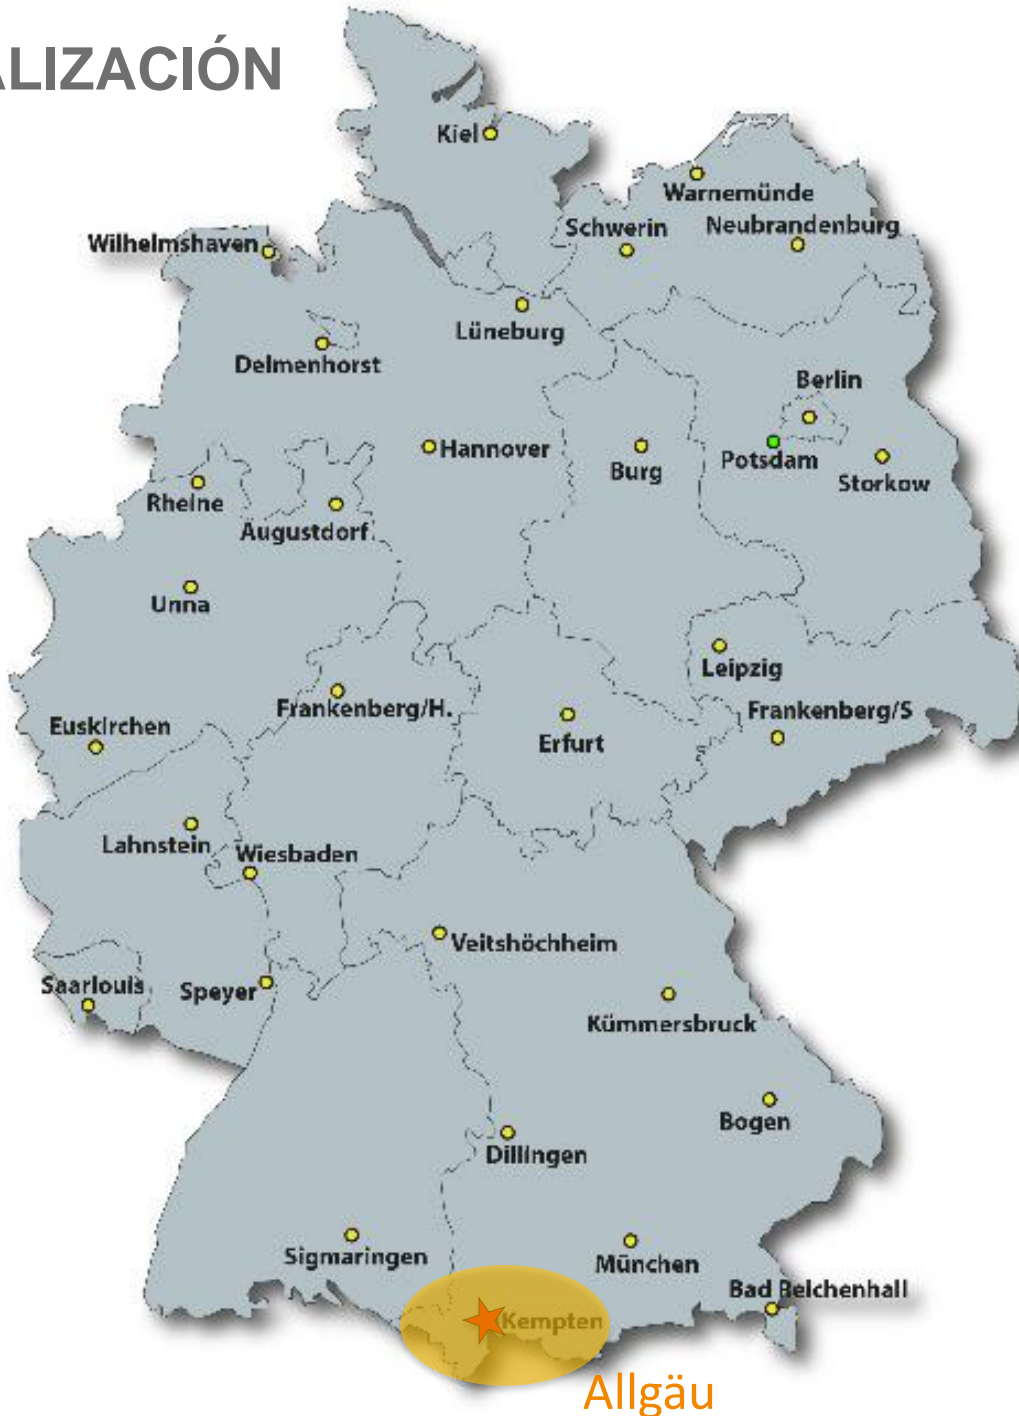 ALIZACIÓN
Kiel
Warnemünde
Schwerin
Neubrandenburg
Wilhelmshaven
Lüneburg
Delmenhorst
Berlin
Hannover
Burg
Potsdam
Storkow
Rheine
Augustdorf
Unna
Leipzig
Frankenberg/H.
Frankenberg/S
Euskirchen
Erfurt
Lahnstein
Wiesbaden
Veitshöchheim
Saarlouis
Speyer
Kümmersbruck
Bogen
Dillingen
Sigmaringen
München
Bad Reichenhall
Kempten
Allgäu